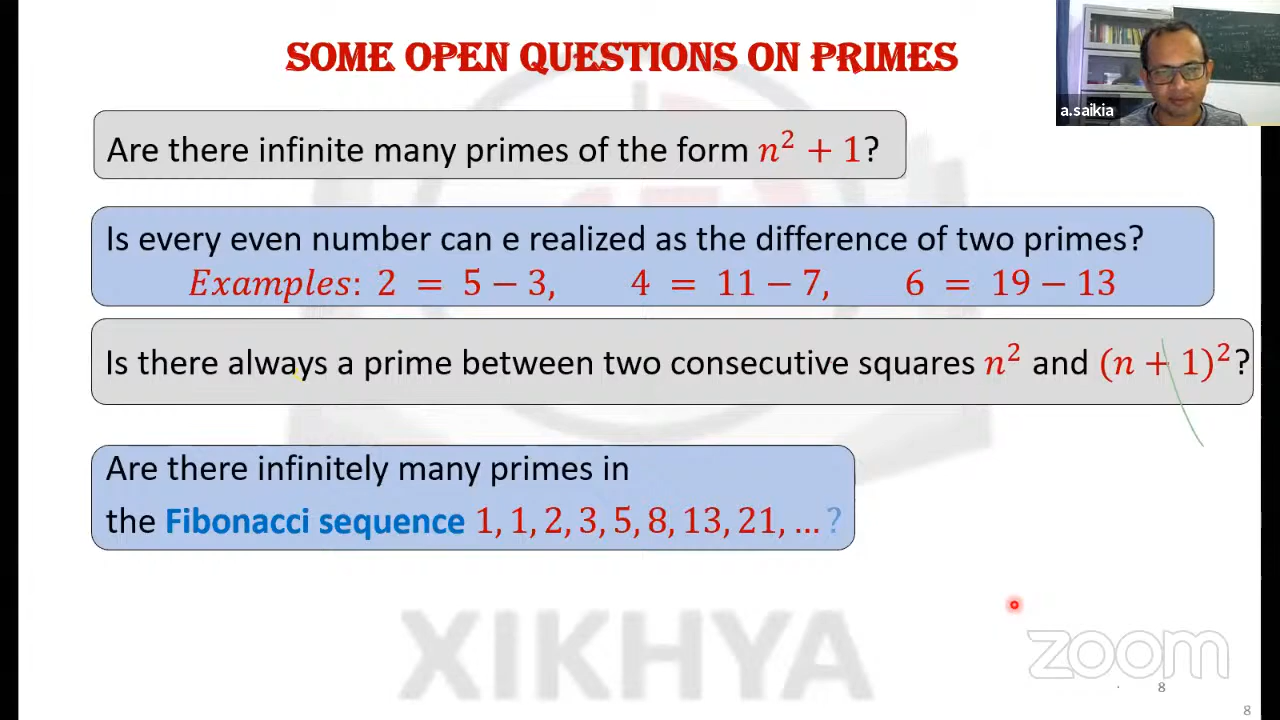 SOME OPEN QUESTIONS ON PRIMES
a.saikia
Are there infinite many primes of the form n² + 1?
Is every even number can e realized as the difference of two primes?
Examples: 2 = 5 − 3, 4 = 11 − 7, 6 = 19 − 13
Is there always a prime between two consecutive squares n² and (n + 1)²?
Are there infinitely many primes in
the Fibonacci sequence 1, 1, 2, 3, 5, 8, 13, 21, … ?
XIKHYA
zoom
8
8